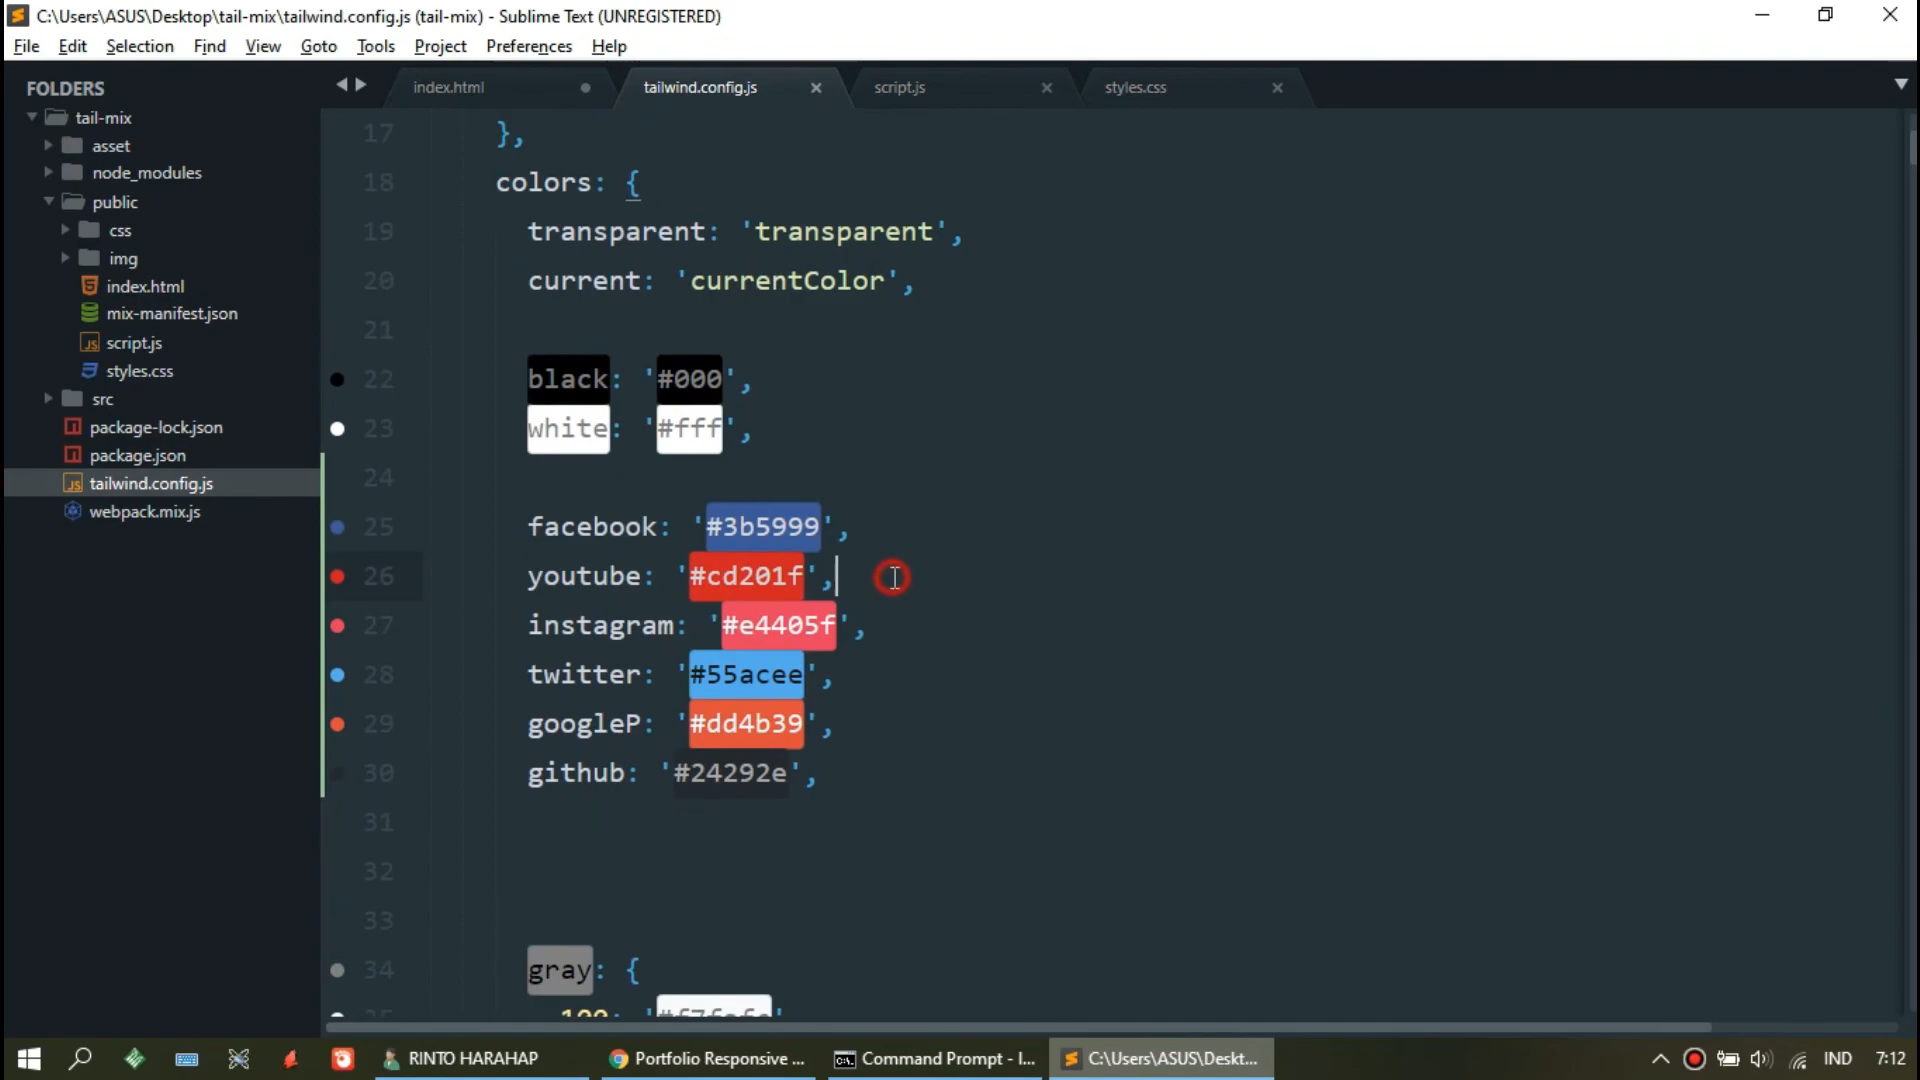 C:\Users\ASUS\Desktop\tail-mix\tailwind.config.js (tail-mix) - Sublime Text (UNREGISTERED)
File Edit Selection Find View Goto Tools Project Preferences Help
FOLDERS
tail-mix
asset
node_modules
public
css
img
index.html
mix-manifest.json
script.js
styles.css
src
package-lock.json
package.json
tailwind.config.js
webpack.mix.js
index.html tailwind.config.js script.js styles.css
17 },
18 colors: {
19 transparent: 'transparent',
20 current: 'currentColor',
21
22 black: '#000',
23 white: '#fff',
24
25 facebook: '#3b5999',
26 youtube: '#cd201f',
27 instagram: '#e4405f',
28 twitter: '#55acee',
29 googleP: '#dd4b39',
30 github: '#24292e',
31
32
33
34 gray: {
35 100: '#f7fafc'
RINTO HARAHAP Portfolio Responsive ... Command Prompt - I... C:\Users\ASUS\Deskt... IND 7:12